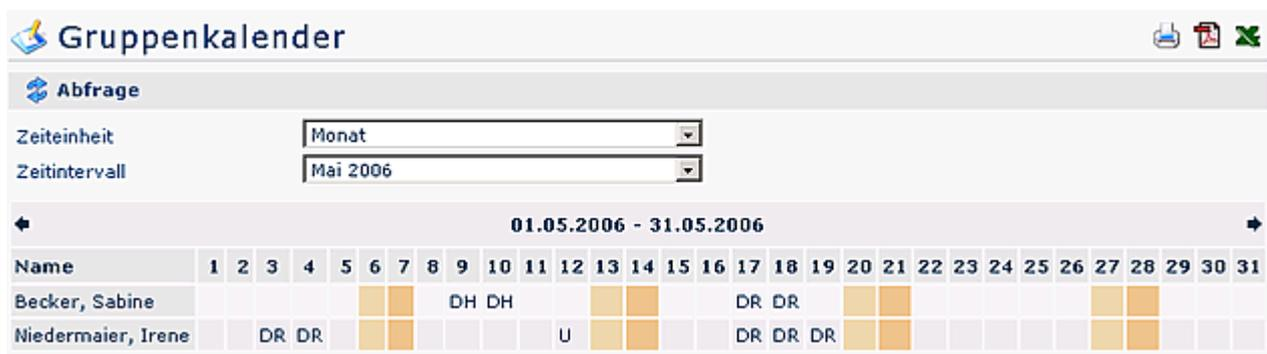 Gruppenkalender
Abfrage
Zeiteinheit Monat
Zeitintervall Mai 2006
01.05.2006 - 31.05.2006
Name 1 2 3 4 5 6 7 8 9 10 11 12 13 14 15 16 17 18 19 20 21 22 23 24 25 26 27 28 29 30 31
Becker, Sabine DH DH DR DR
Niedermaier, Irene DR DR U DR DR DR